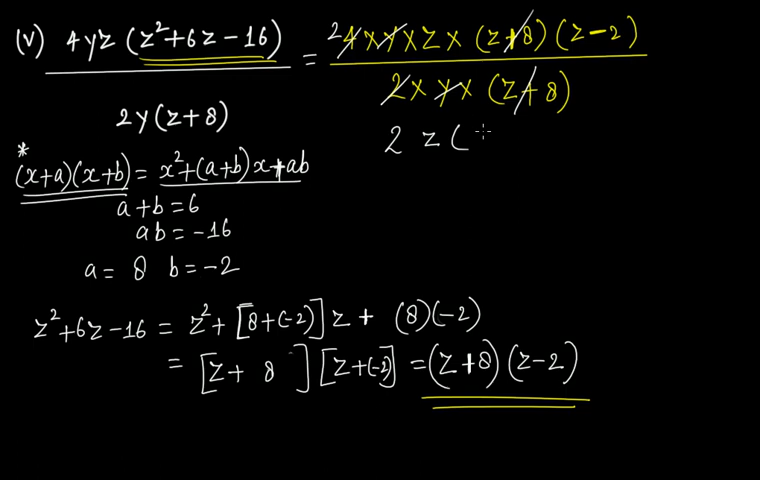 (v) 4yz (z²+6z-16) = ²4×y×z×(z+8)(z-2)
2y(z+8) 2×y×(z+8)
2 z (
*
(x+a)(x+b) = x²+(a+b)x+ab
a+b=6
ab=-16
a= 8 b=-2
z²+6z-16 = z²+[8+(-2)]z + (8)(-2)
= [z+ 8 ][z+(-2)] = (z+8)(z-2)